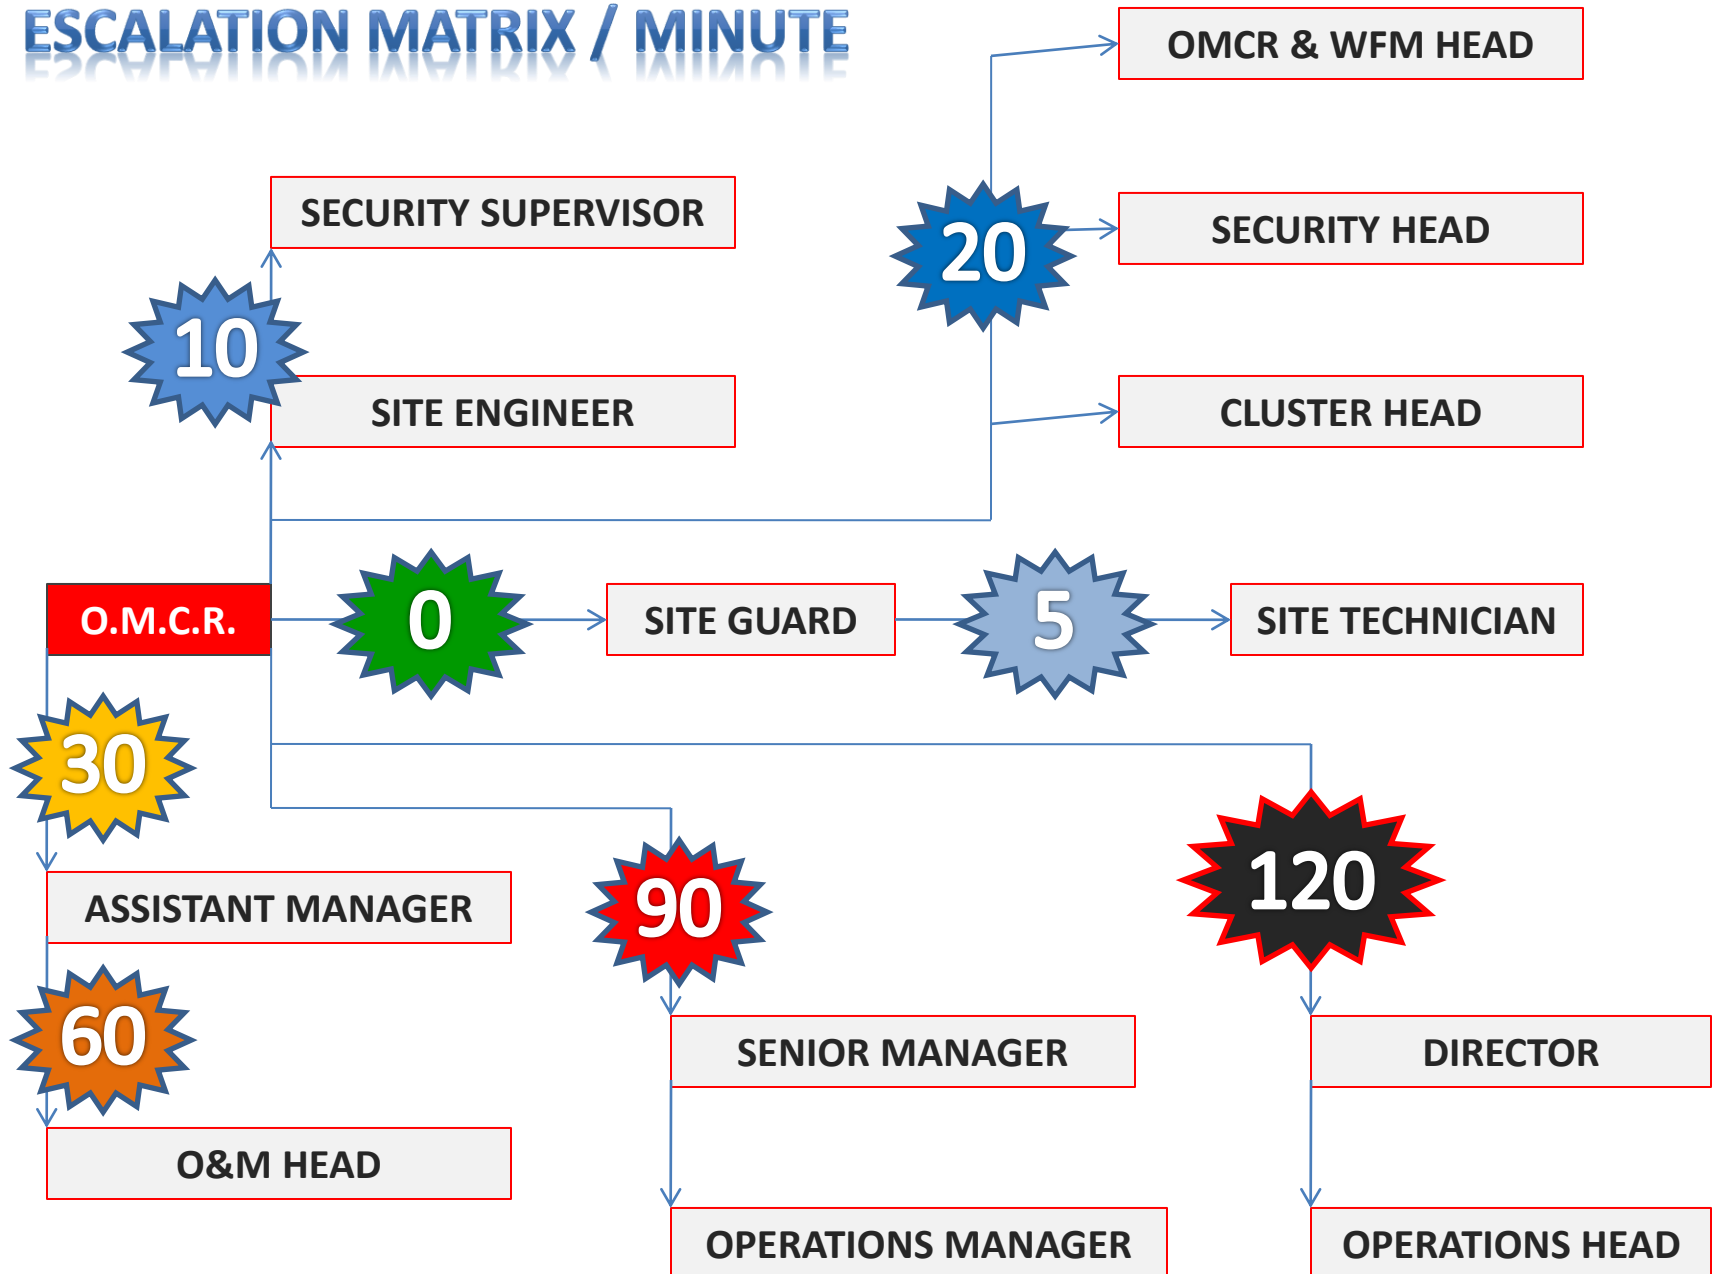 ESCALATION MATRIX / MINUTE
OMCR & WFM HEAD
SECURITY SUPERVISOR
20
SECURITY HEAD
10
SITE ENGINEER
CLUSTER HEAD
O.M.C.R.
0
SITE GUARD
5
SITE TECHNICIAN
30
ASSISTANT MANAGER
90
120
60
SENIOR MANAGER
DIRECTOR
O&M HEAD
OPERATIONS MANAGER
OPERATIONS HEAD